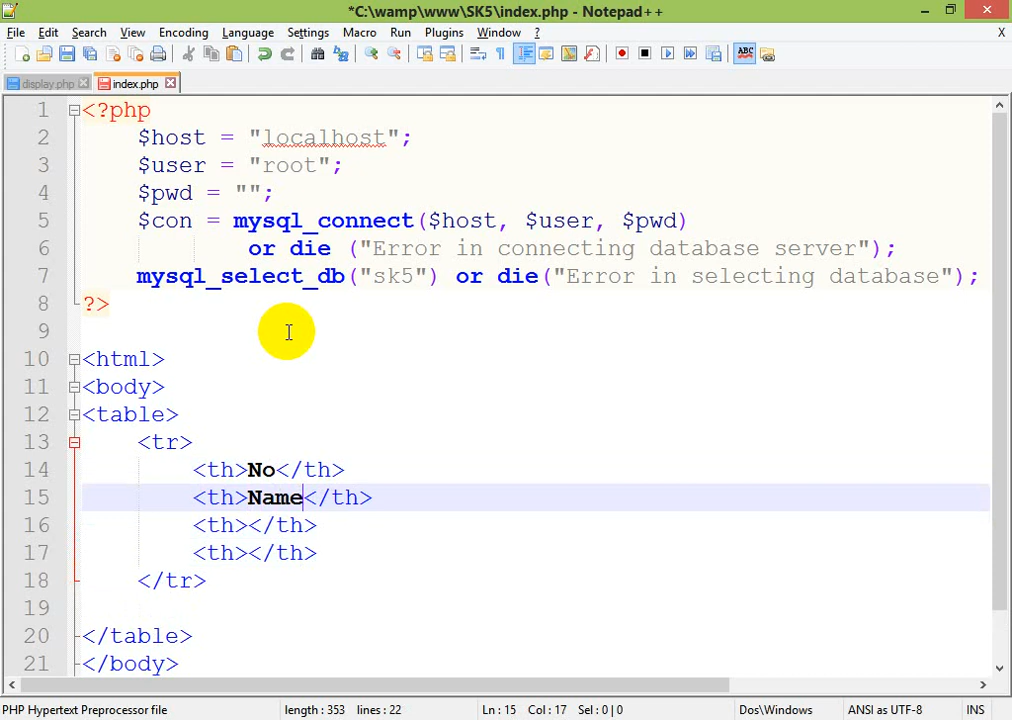 *C:\wamp\www\SK5\index.php - Notepad++
File Edit Search View Encoding Language Settings Macro Run Plugins Window ? X
ABC
display.php index.php
1 <?php
2 $host = "localhost";
3 $user = "root";
4 $pwd = "";
5 $con = mysql_connect($host, $user, $pwd)
6 or die ("Error in connecting database server");
7 mysql_select_db("sk5") or die("Error in selecting database");
8 ?>
9
10 <html>
11 <body>
12 <table>
13 <tr>
14 <th>No</th>
15 <th>Name</th>
16 <th></th>
17 <th></th>
18 </tr>
19
20 </table>
21 </body>
PHP Hypertext Preprocessor file length : 353 lines : 22 Ln : 15 Col : 17 Sel : 0 | 0 Dos\Windows ANSI as UTF-8 INS